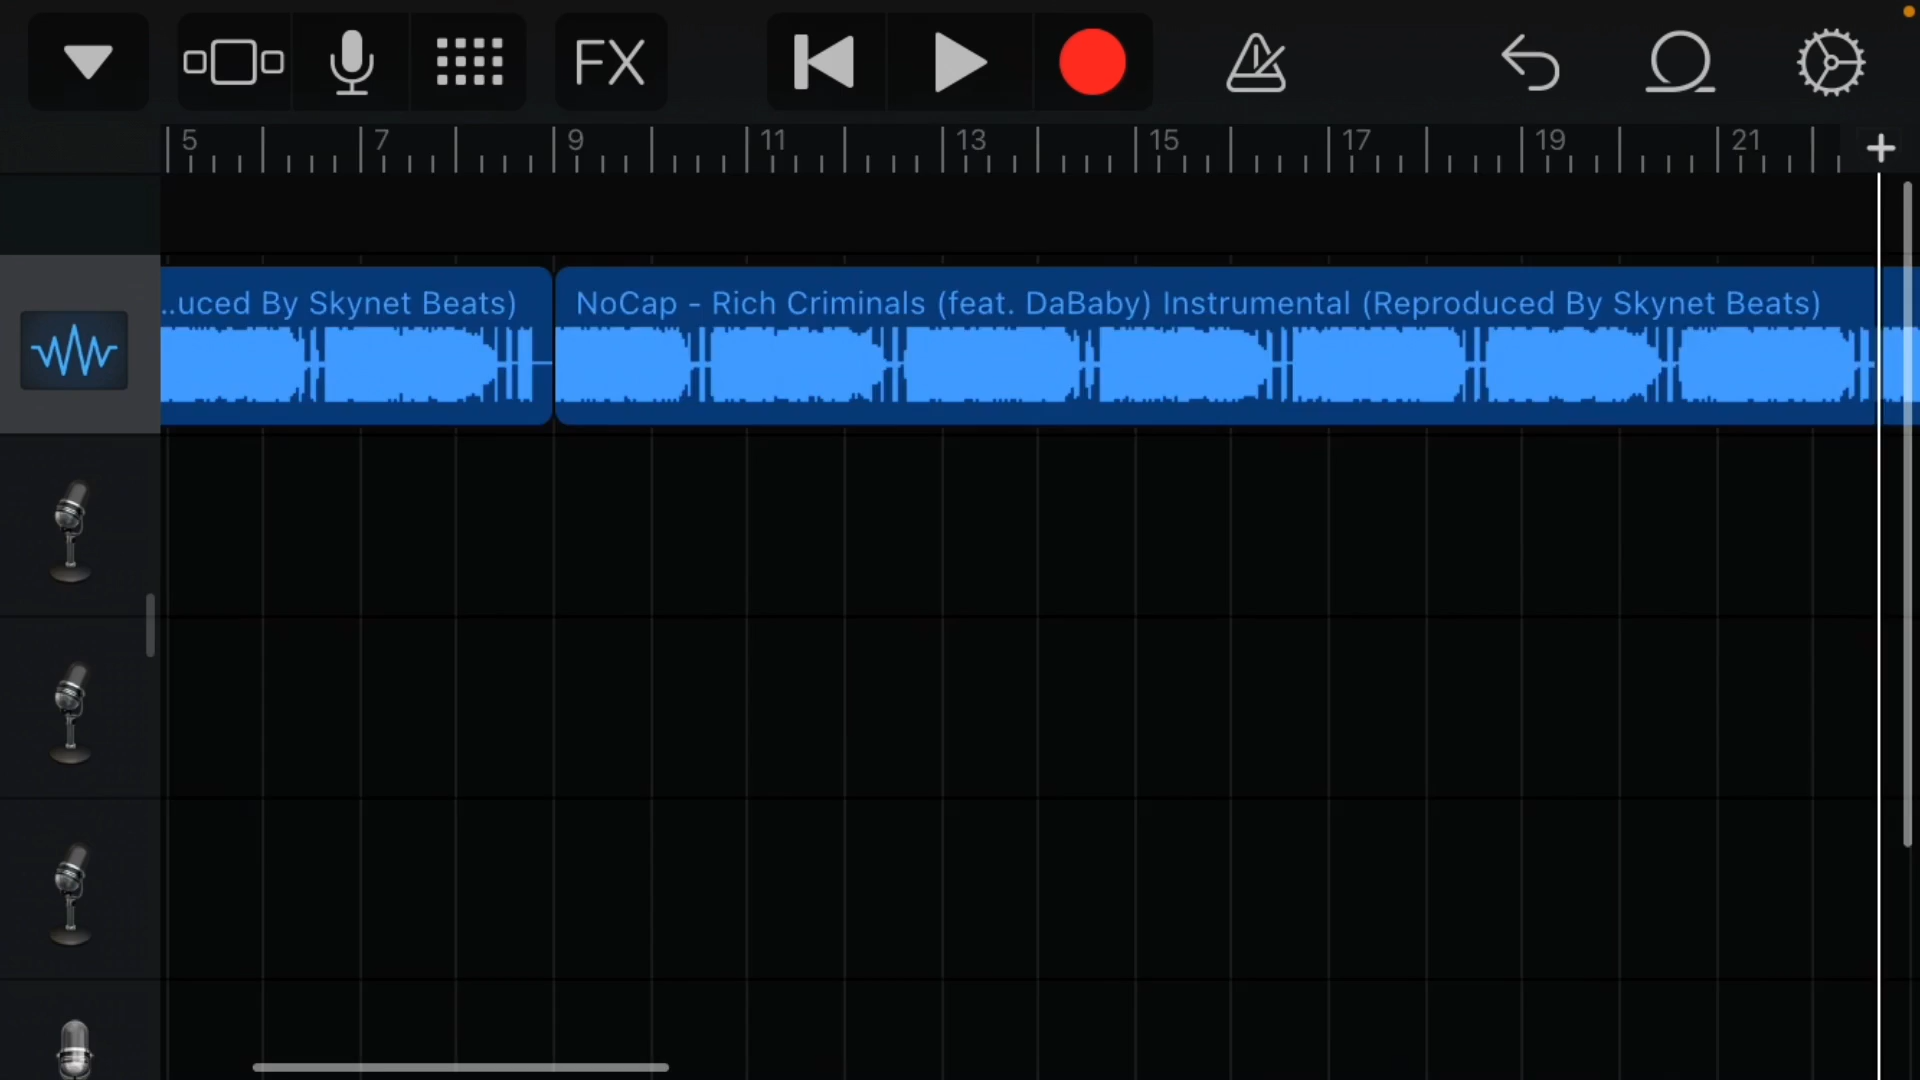 FX
5 7 9 11 13 15 17 19 21
..uced By Skynet Beats)
NoCap - Rich Criminals (feat. DaBaby) Instrumental (Reproduced By Skynet Beats)